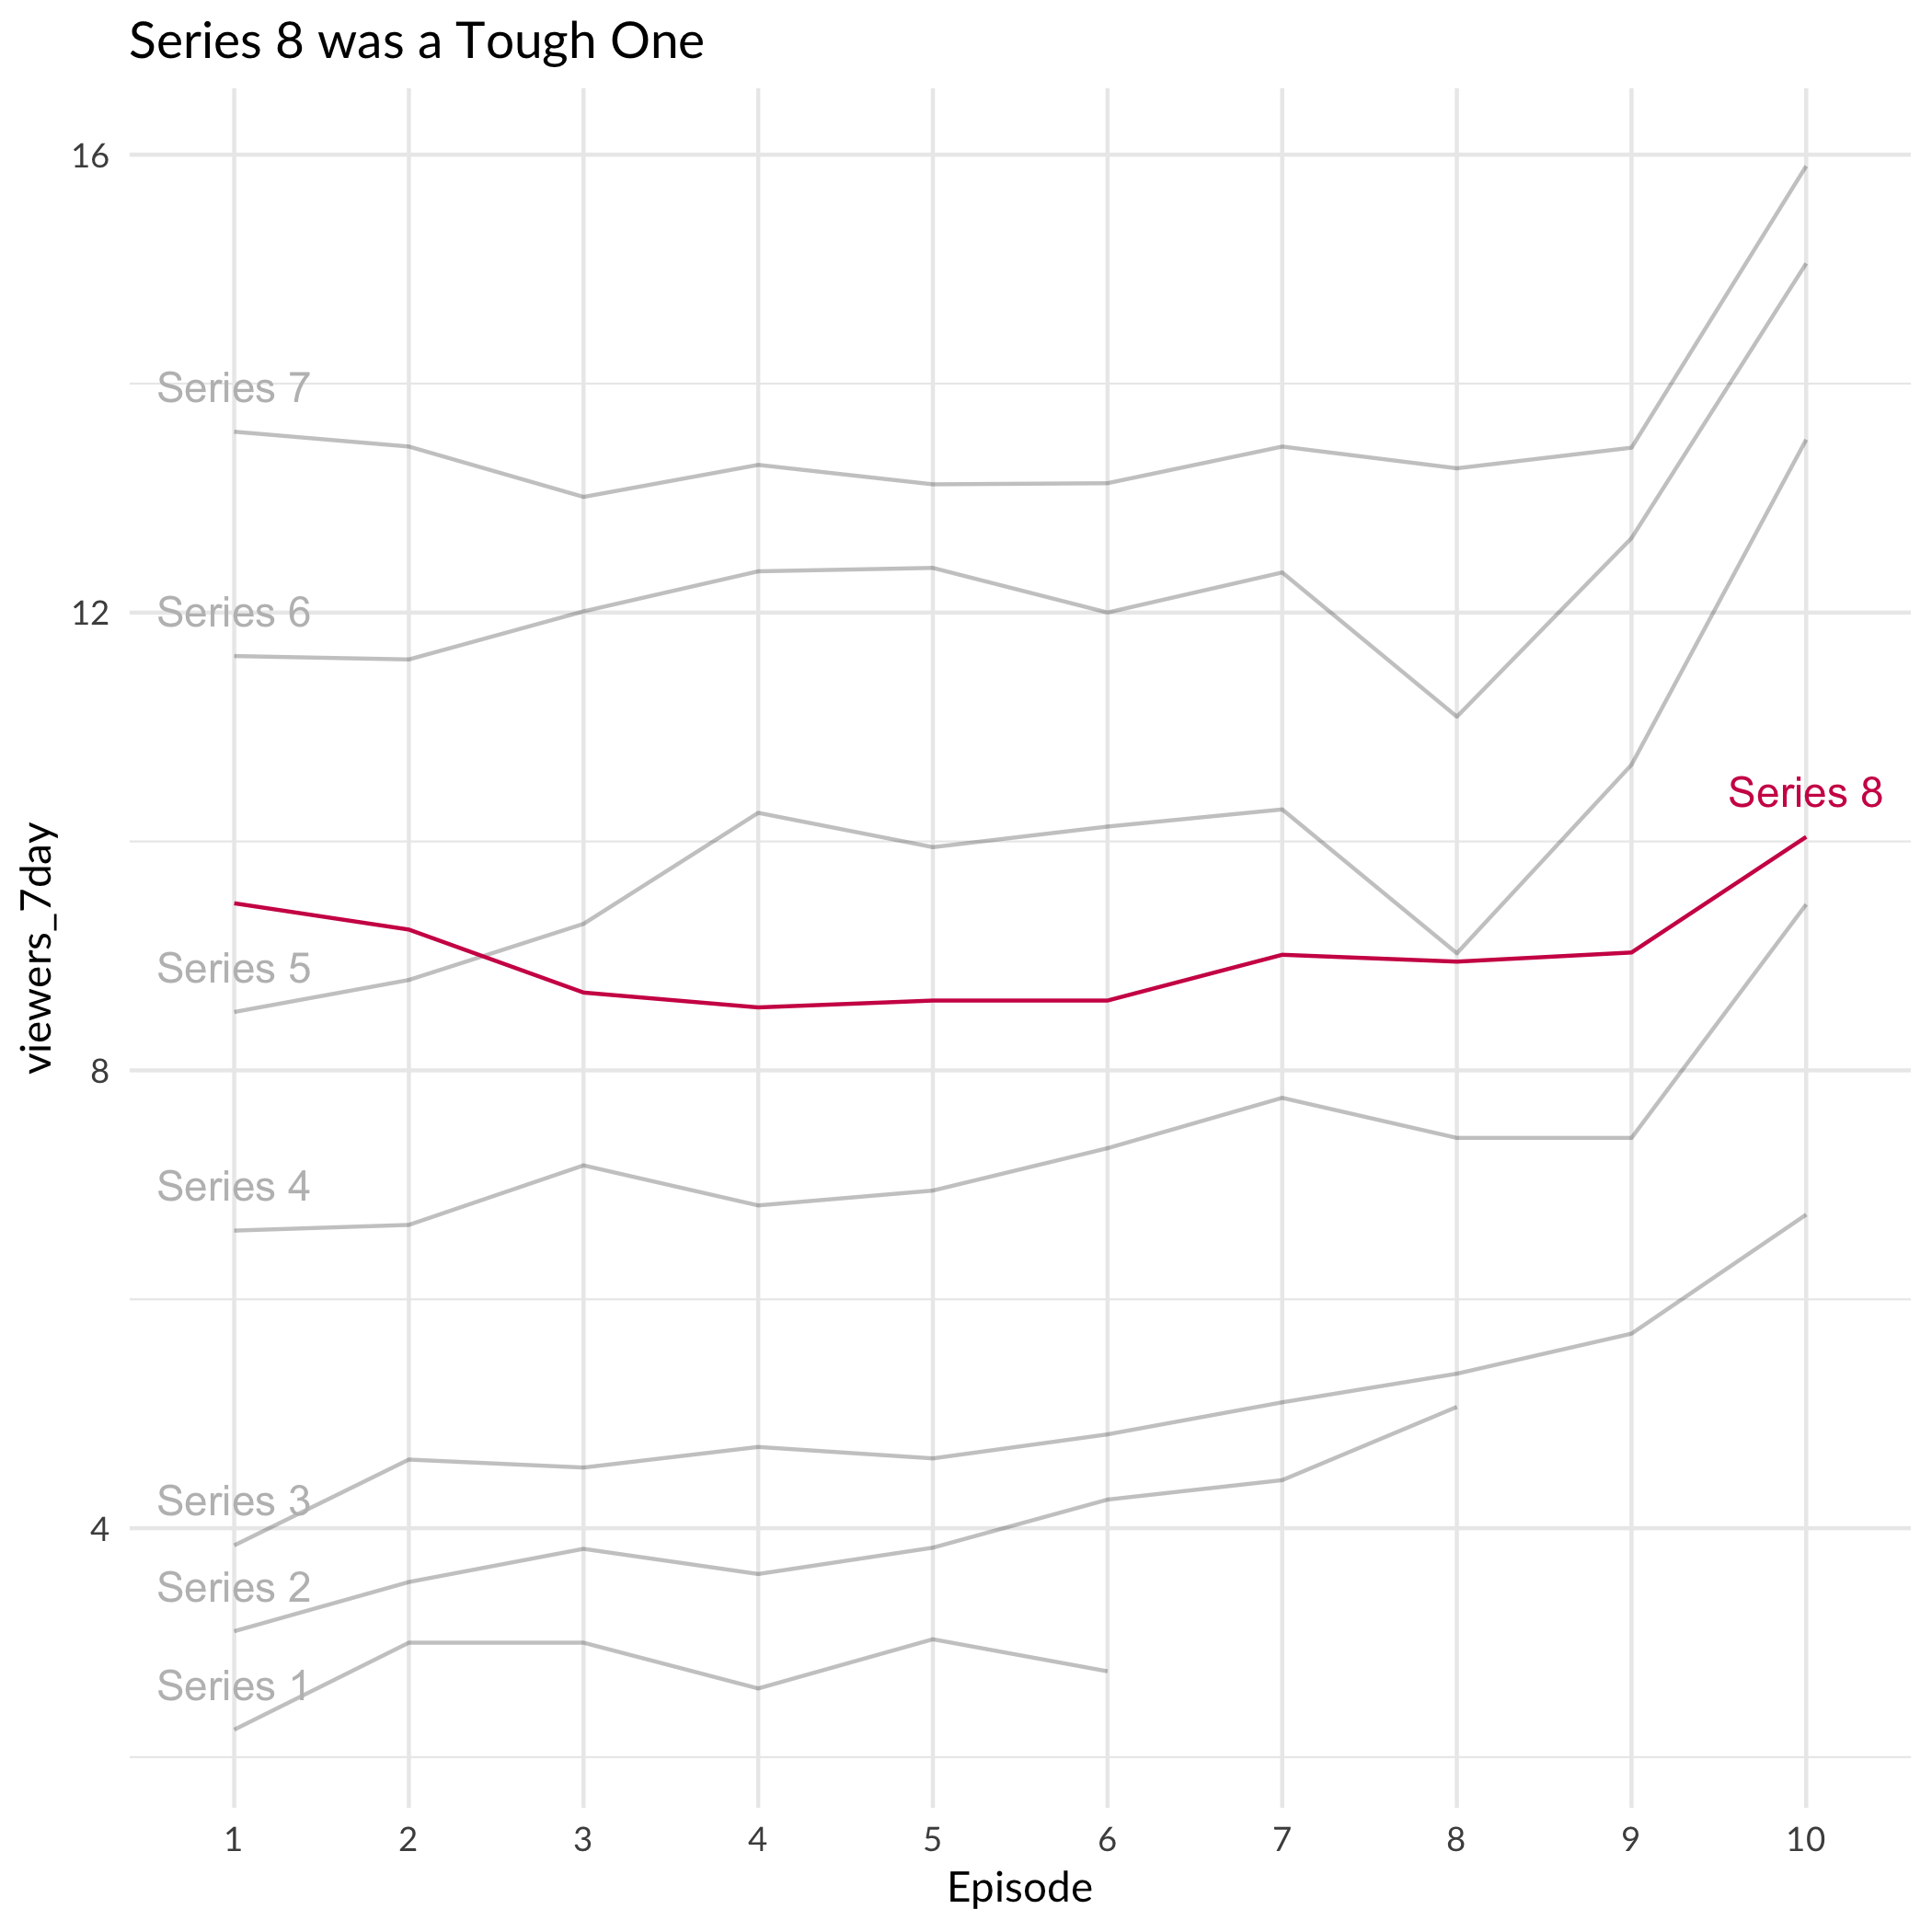 Series 8 was a Tough One
16
Series 7
12
Series 6
Series 8
Series 5
8
Series 4
4
Series 3
Series 2
Series 1
viewers_7day
1 2 3 4 5 6 7 8 9 10
Episode